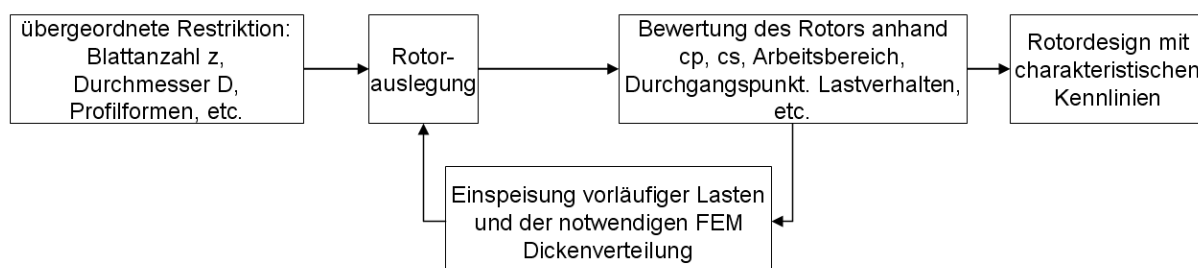 übergeordnete Restriktion:
Blattanzahl z,
Durchmesser D,
Profilformen, etc.
Rotor-
auslegung
Bewertung des Rotors anhand
cp, cs, Arbeitsbereich,
Durchgangspunkt. Lastverhalten,
etc.
Rotordesign mit
charakteristischen
Kennlinien
Einspeisung vorläufiger Lasten
und der notwendigen FEM
Dickenverteilung